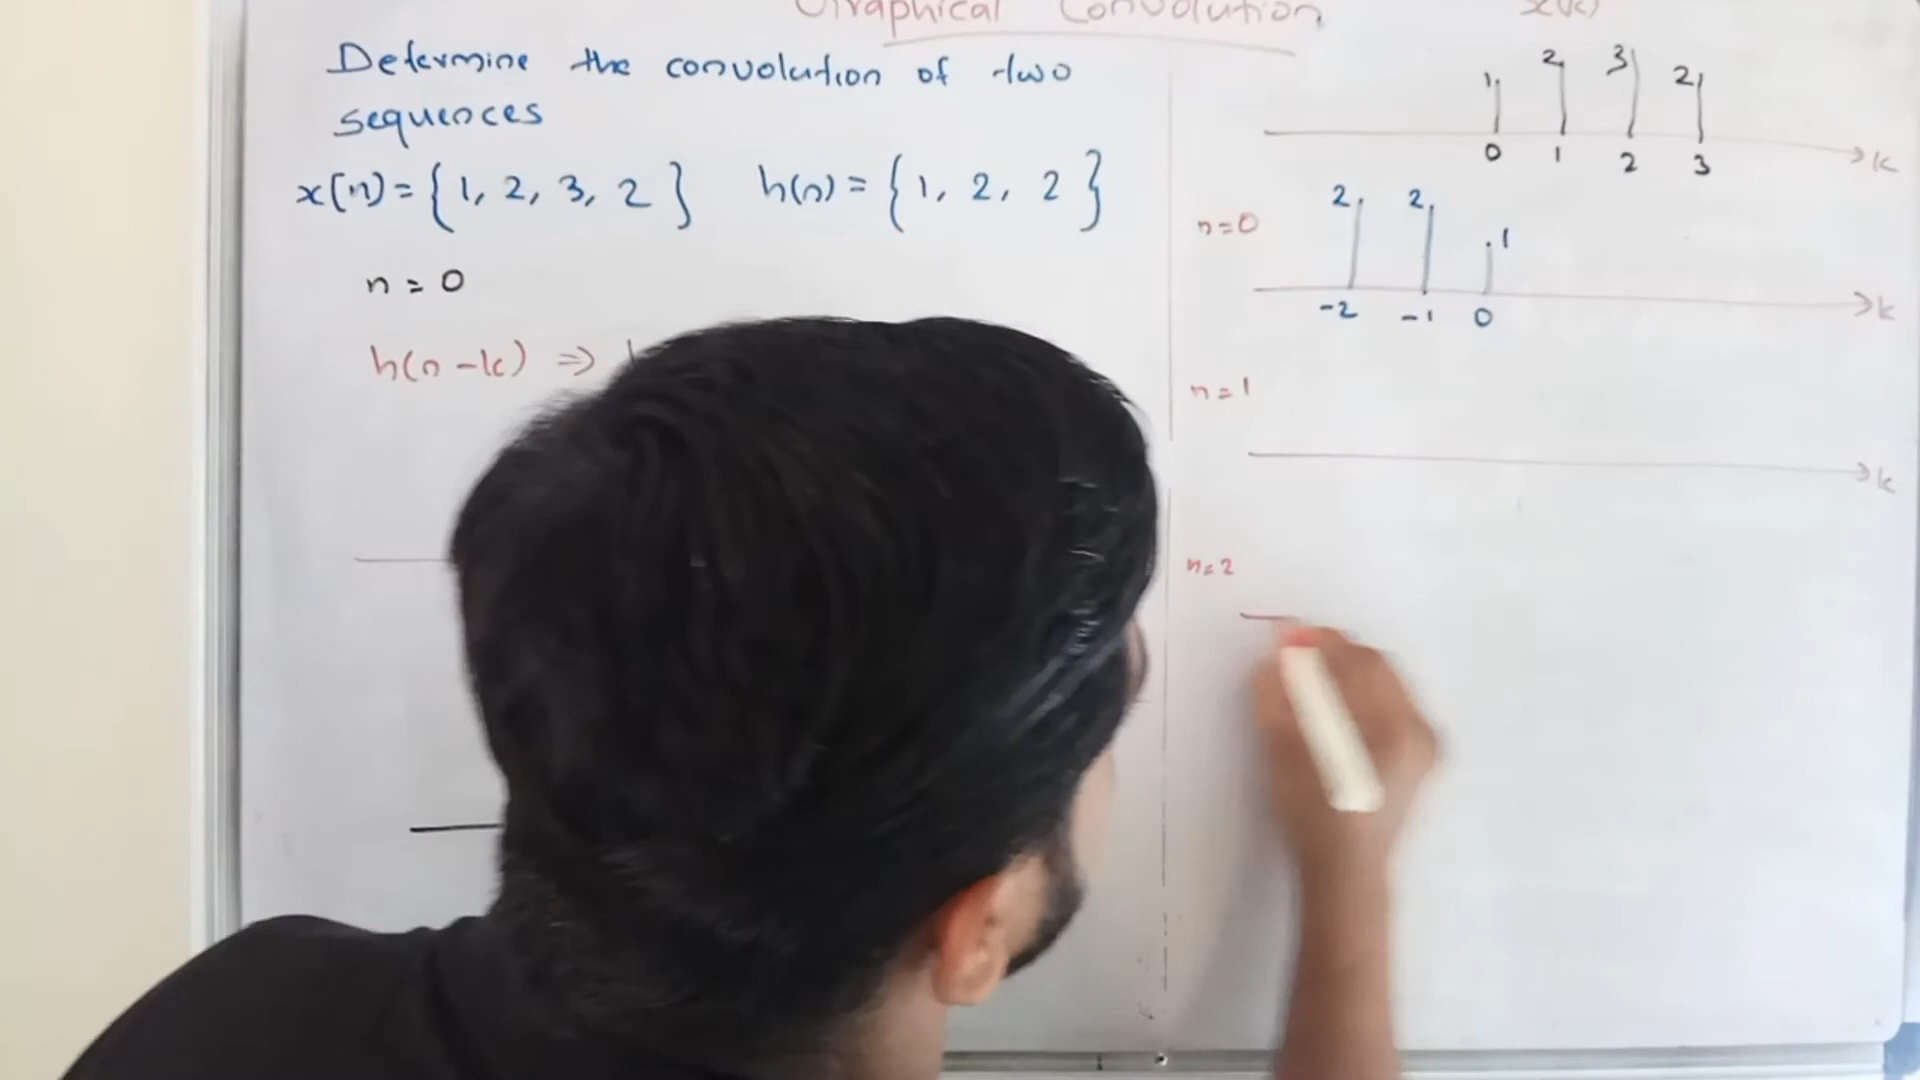 Graphical Convolution
Determine the convolution of two
sequences
x(n) = { 1, 2, 3, 2 } h(n) = { 1, 2, 2 }
n = 0
h(n-k) ⇒
x(k)
1 2 3 2
0 1 2 3 k
n=0
2 2 1
-2 -1 0 k
n=1
k
n=2